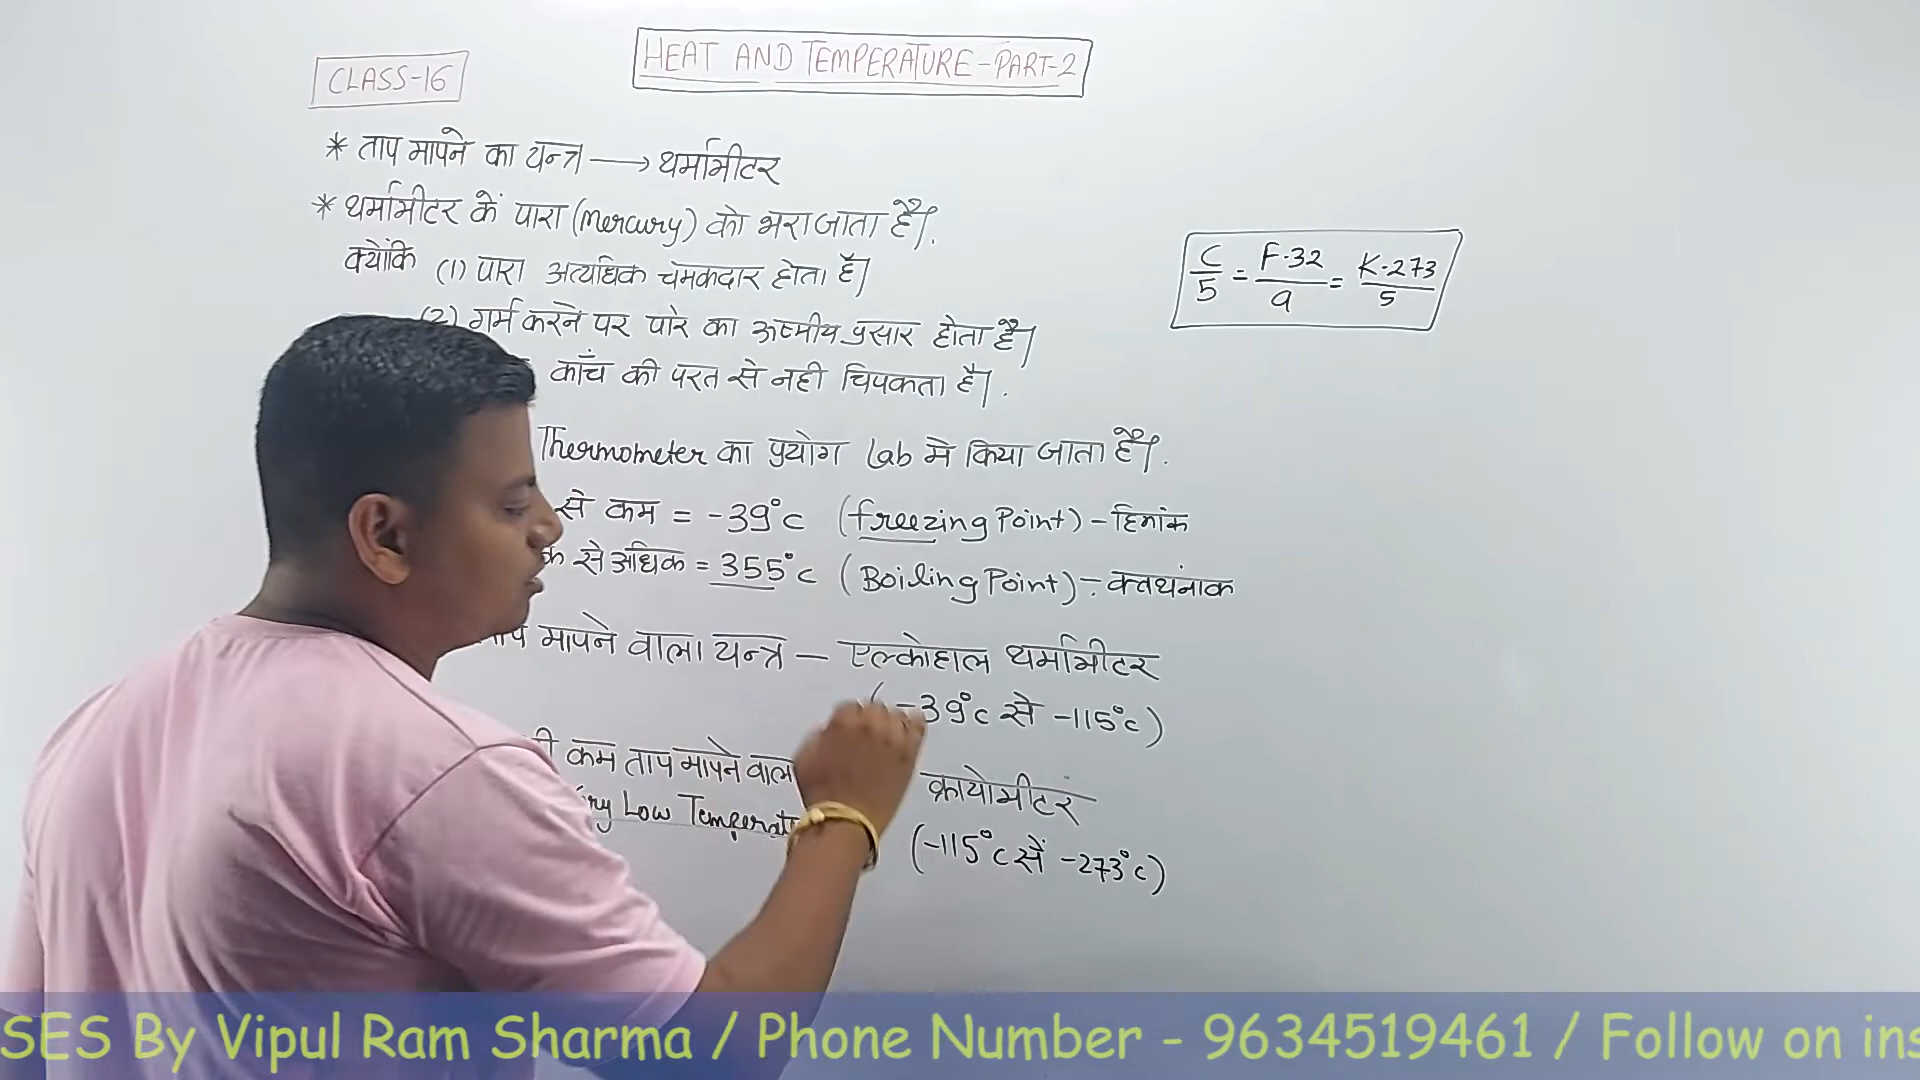 CLASS-16
HEAT AND TEMPERATURE-PART-2
* ताप मापने का यन्त्र → थर्मामीटर
* थर्मामीटर के पारा (Mercury) को भरा जाता है।.
क्योंकि (1) पारा अत्यधिक चमकदार होता है।
(2) गर्म करने पर पारे का ऊष्मीय प्रसार होता है।
काँच की परत से नही चिपकता है।.
Thermometer का प्रयोग Lab मे किया जाता है।.
से कम = -39°C (freezing Point) - हिमांक
से अधिक = 355°C (Boiling Point) - क्तथंनाक
मापने वाला यन्त्र — एल्कोहाल थर्मामीटर
(-39°C से -115°C)
कम ताप मापने वाला
क्रायोमीटर
Low
(-115°C से -273°C)
C/5 = F-32/9 = K-273/5
SES By Vipul Ram Sharma / Phone Number - 9634519461 / Follow on ins